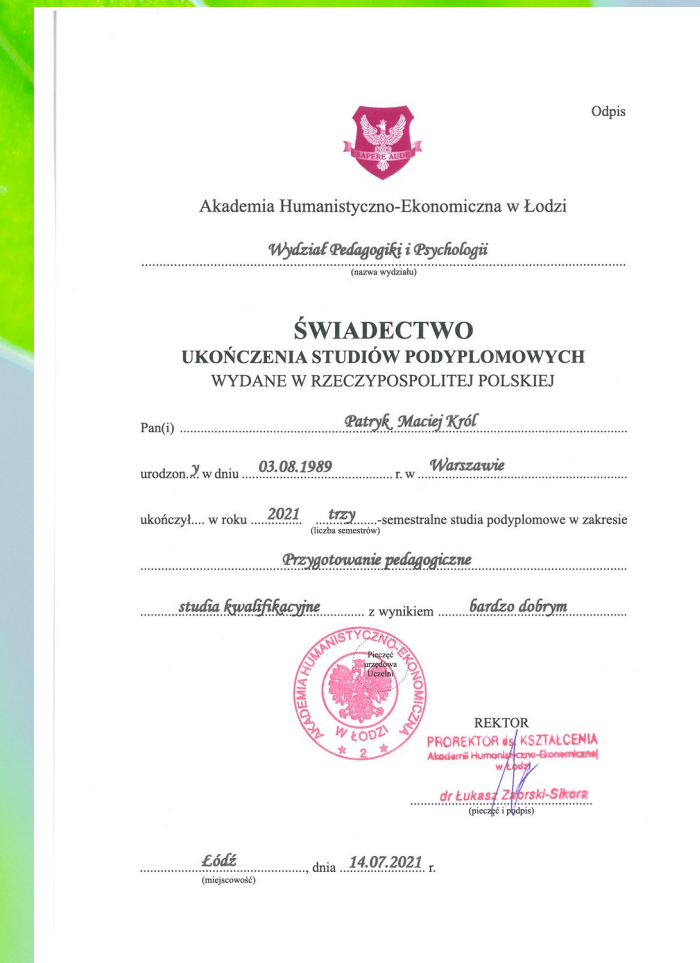 Odpis
SAPERE AUDE
Akademia Humanistyczno-Ekonomiczna w Łodzi
Wydział Pedagogiki i Psychologii
(nazwa wydziału)
ŚWIADECTWO
UKOŃCZENIA STUDIÓW PODYPLOMOWYCH
WYDANE W RZECZYPOSPOLITEJ POLSKIEJ
Pan(i) Patryk Maciej Król
urodzon.y. w dniu 03.08.1989 r. w Warszawie
ukończył.... w roku 2021 trzy -semestralne studia podyplomowe w zakresie
(liczba semestrów)
Przygotowanie pedagogiczne
studia kwalifikacyjne z wynikiem bardzo dobrym
AKADEMIA HUMANISTYCZNO-EKONOMICZNA
W ŁODZI
* 2 *
Pieczęć
urzędowa
Uczelni
REKTOR
PROREKTOR ds. KSZTAŁCENIA
Akademii Humanistyczno-Ekonomicznej
w Łodzi
dr Łukasz Zaorski-Sikora
(pieczęć i podpis)
Łódź, dnia 14.07.2021 r.
(miejscowość)